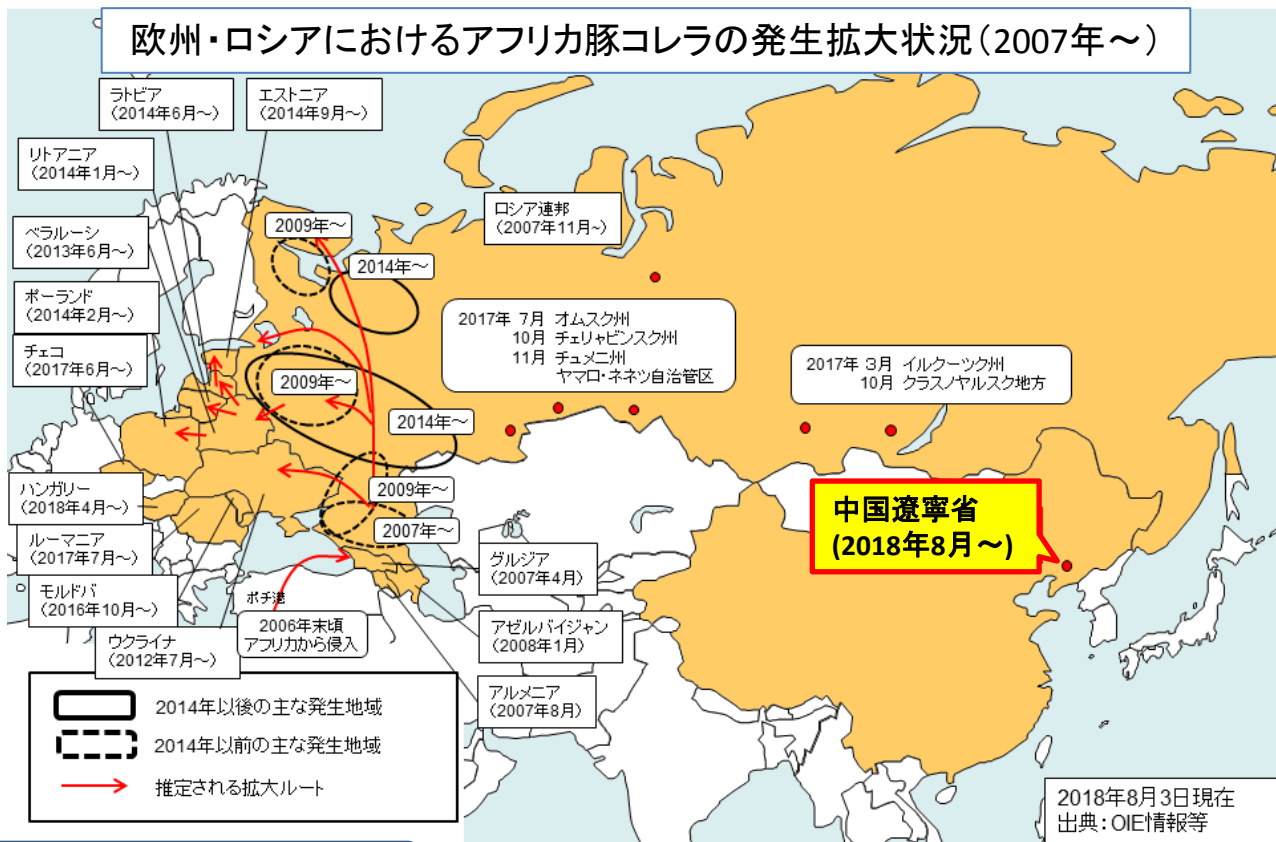 欧州・ロシアにおけるアフリカ豚コレラの発生拡大状況(2007年～)
ラトビア
(2014年6月～)
エストニア
(2014年9月～)
リトアニア
(2014年1月～)
ベラルーシ
(2013年6月～)
ポーランド
(2014年2月～)
チェコ
(2017年6月～)
ロシア連邦
(2007年11月～)
2009年～
2014年～
2009年～
2014年～
2009年～
2007年～
2017年 7月 オムスク州
10月 チェリャビンスク州
11月 チュメニ州
ヤマロ・ネネツ自治管区
2017年 3月 イルクーツク州
10月 クラスノヤルスク地方
中国遼寧省
(2018年8月～)
ハンガリー
(2018年4月～)
ルーマニア
(2017年7月～)
モルドバ
(2016年10月～)
ウクライナ
(2012年7月～)
ポチ港
2006年末頃
アフリカから侵入
グルジア
(2007年4月)
アゼルバイジャン
(2008年1月)
アルメニア
(2007年8月)
2014年以後の主な発生地域
2014年以前の主な発生地域
推定される拡大ルート
2018年8月3日現在
出典：OIE情報等